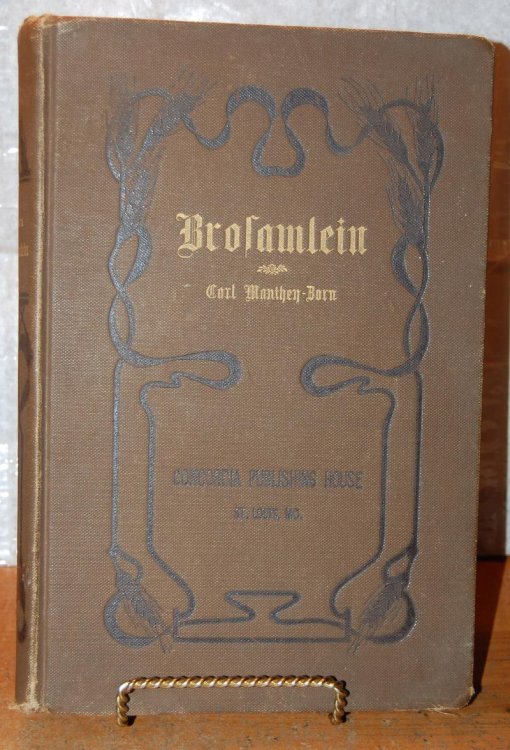 Broſamlein
Carl Manthey-Zorn
CONCORDIA PUBLISHING HOUSE
ST. LOUIS, MO.